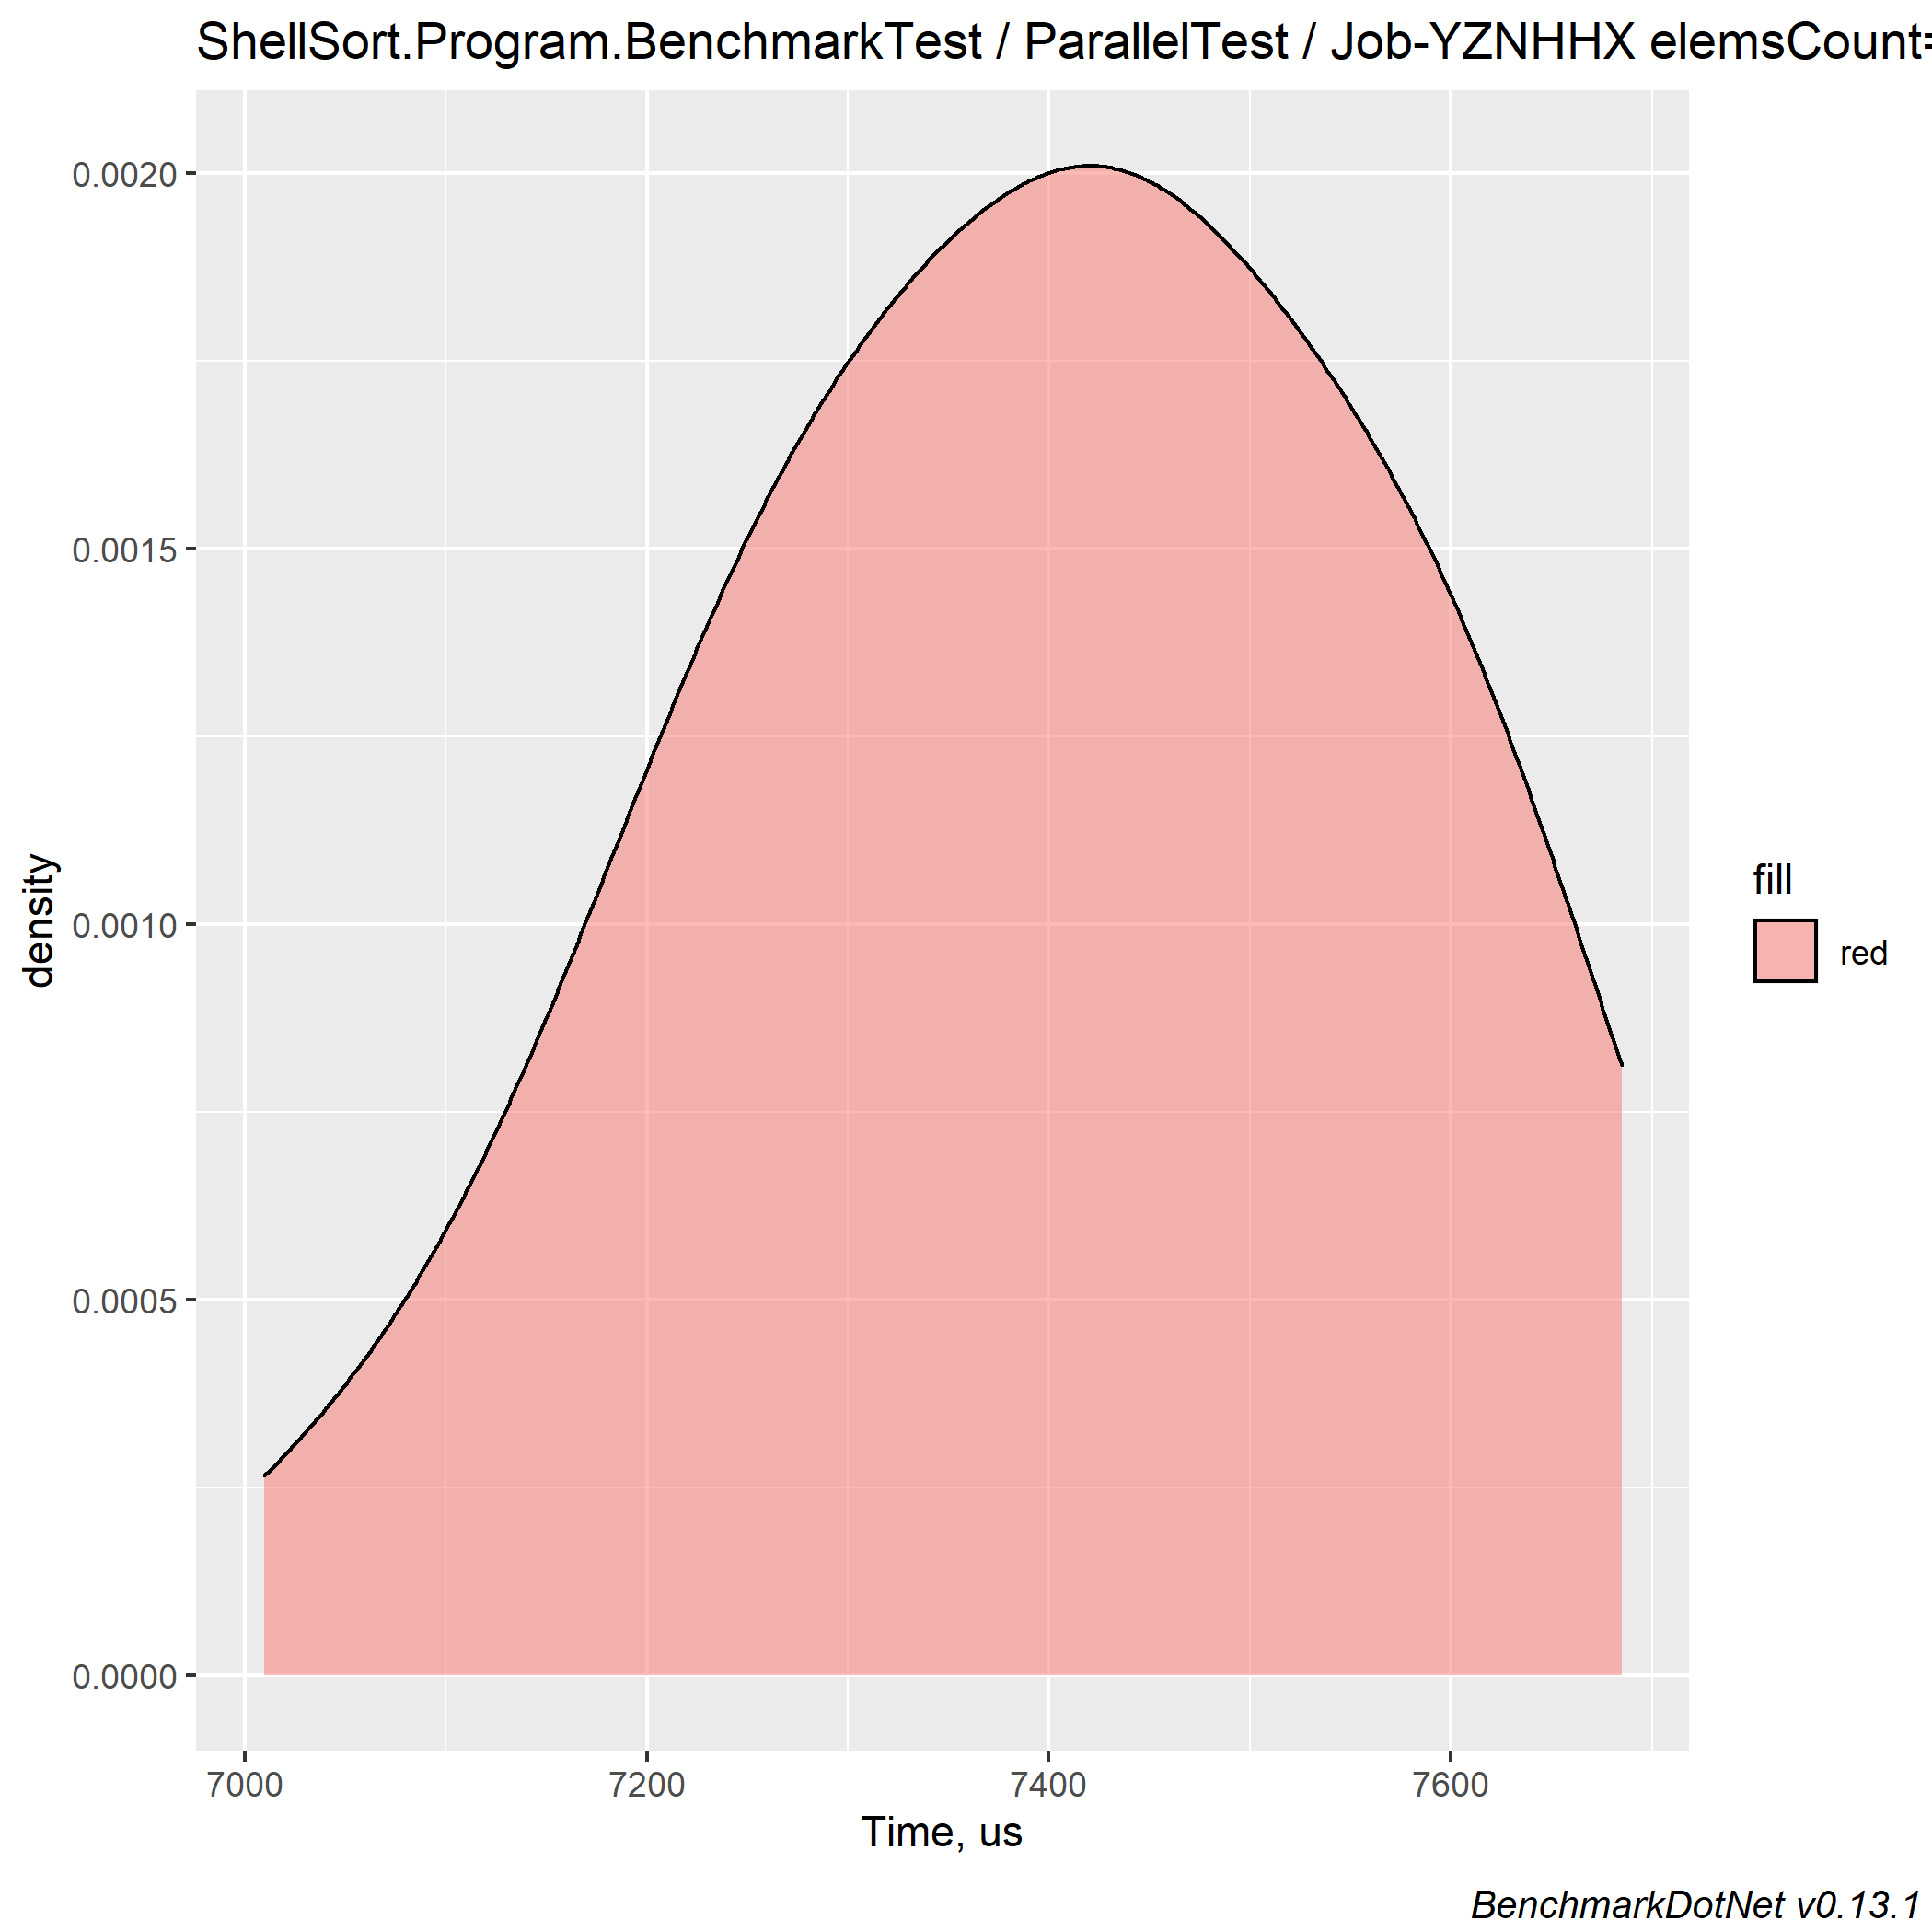 ShellSort.Program.BenchmarkTest / ParallelTest / Job-YZNHHX elemsCount=
0.0020
0.0015
0.0010
0.0005
0.0000
density
7000 7200 7400 7600
Time, us
fill
red
BenchmarkDotNet v0.13.1